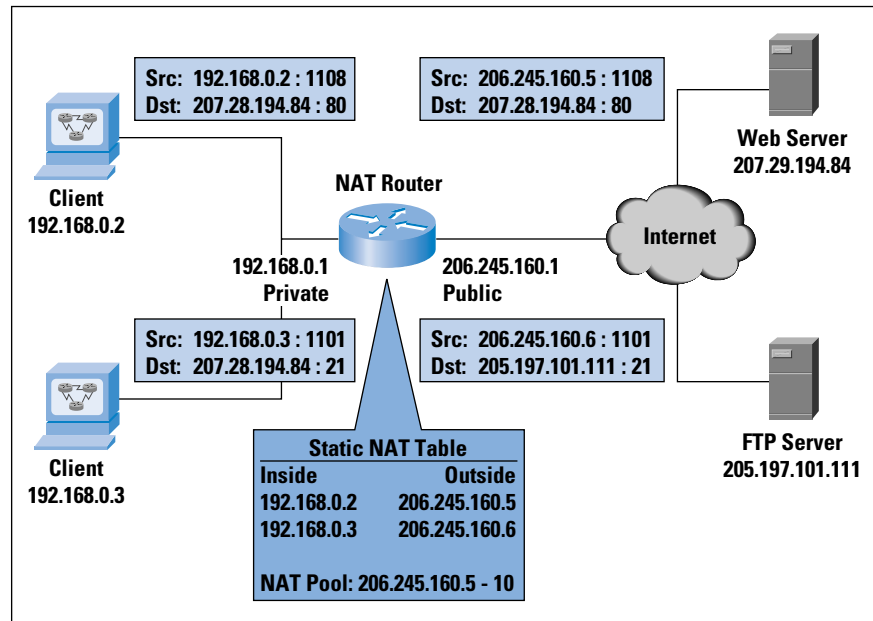 Src: 192.168.0.2 : 1108
Dst: 207.28.194.84 : 80
Src: 206.245.160.5 : 1108
Dst: 207.28.194.84 : 80
Client
192.168.0.2
NAT Router
Web Server
207.29.194.84
Internet
192.168.0.1
Private
206.245.160.1
Public
Src: 192.168.0.3 : 1101
Dst: 207.28.194.84 : 21
Src: 206.245.160.6 : 1101
Dst: 205.197.101.111 : 21
Client
192.168.0.3
FTP Server
205.197.101.111
Static NAT Table
Inside Outside
192.168.0.2 206.245.160.5
192.168.0.3 206.245.160.6
NAT Pool: 206.245.160.5 - 10